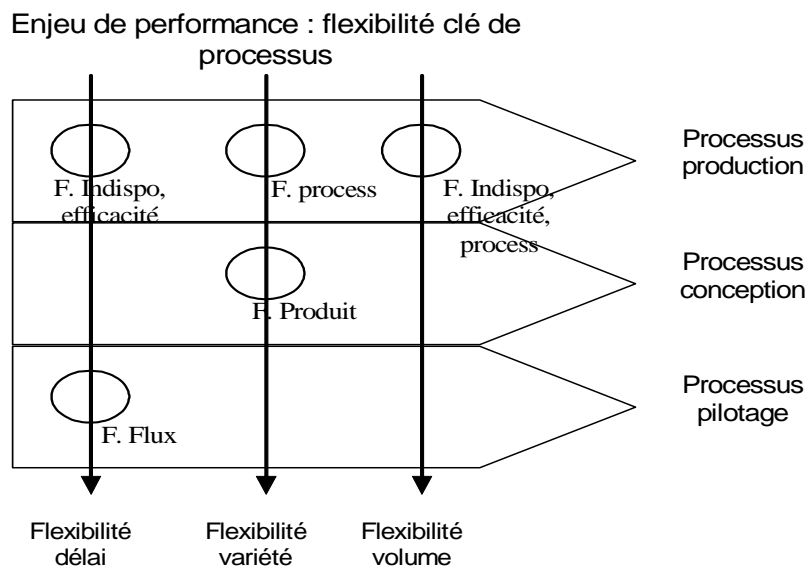 Enjeu de performance : flexibilité clé de
processus
F. Indispo,
efficacité
F. process
F. Indispo,
efficacité,
process
Processus
production
F. Produit
Processus
conception
F. Flux
Processus
pilotage
Flexibilité
délai
Flexibilité
variété
Flexibilité
volume